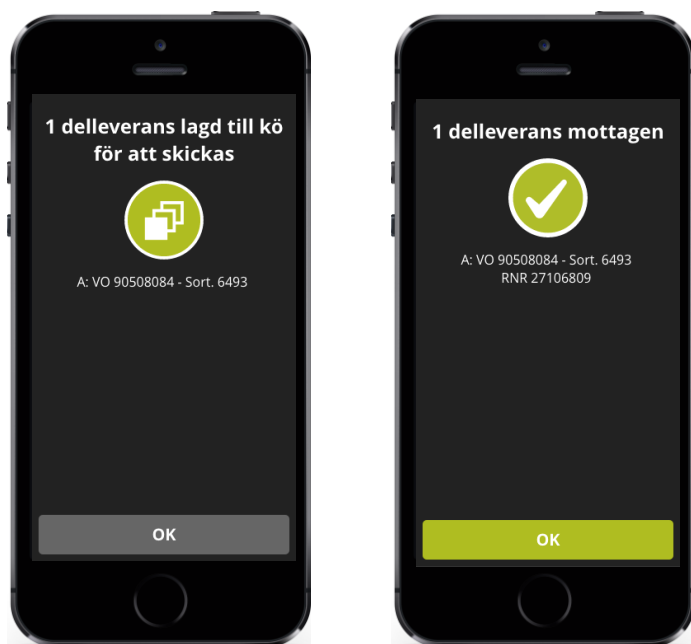 1 delleverans lagd till kö
för att skickas
A: VO 90508084 - Sort. 6493
OK
1 delleverans mottagen
A: VO 90508084 - Sort. 6493
RNR 27106809
OK